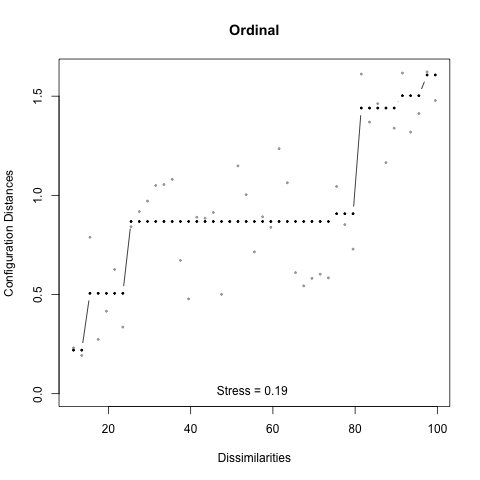 Ordinal
Configuration Distances
1.5
1.0
0.5
0.0
Stress = 0.19
20 40 60 80 100
Dissimilarities